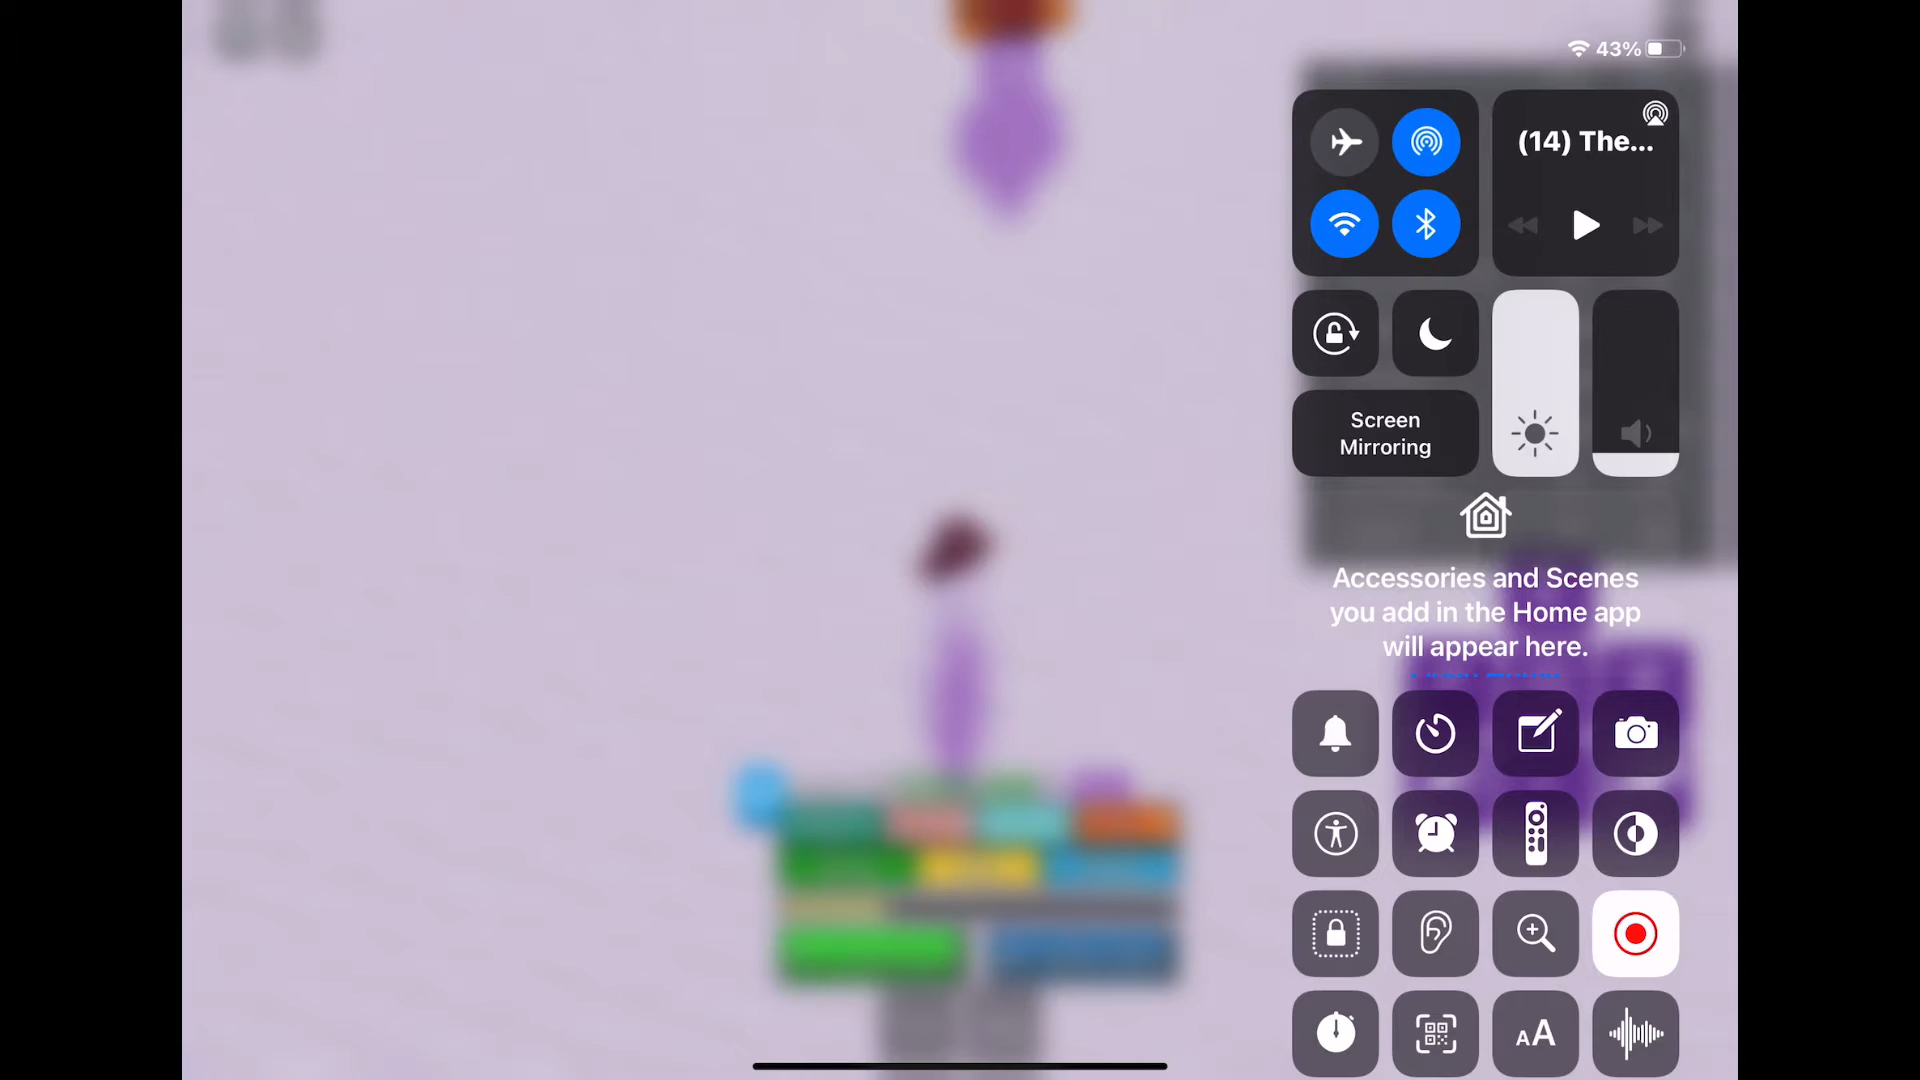 43%
(14) The...
Screen
Mirroring
Accessories and Scenes
you add in the Home app
will appear here.
AA